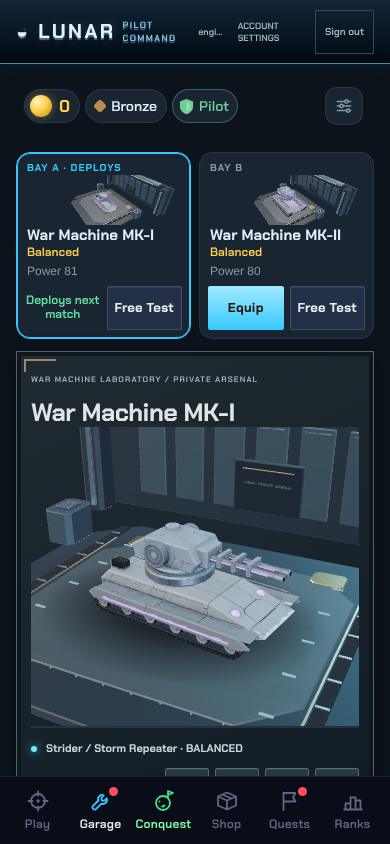 LUNAR
PILOT
COMMAND
engi...
ACCOUNT
SETTINGS
Sign out
0
Bronze
Pilot
BAY A · DEPLOYS
War Machine MK-I
Balanced
Power 81
Deploys next
match
Free Test
BAY B
War Machine MK-II
Balanced
Power 80
Equip
Free Test
WAR MACHINE LABORATORY / PRIVATE ARSENAL
War Machine MK-I
Strider / Storm Repeater · BALANCED
Play
Garage
Conquest
Shop
Quests
Ranks